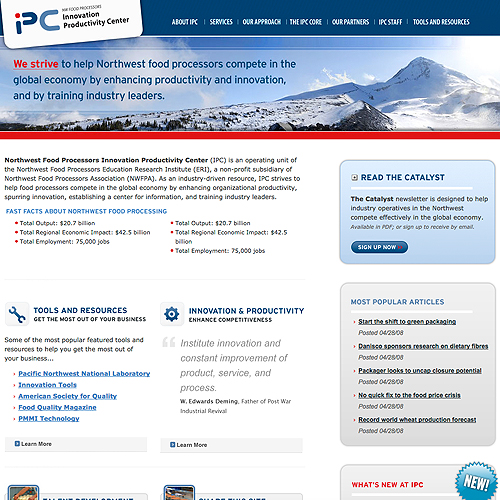 iPC
NW FOOD PROCESSORS
Innovation
Productivity Center
ABOUT IPC | SERVICES | OUR APPROACH | THE IPC CORE | OUR PARTNERS | IPC STAFF | TOOLS AND RESOURCES
We strive to help Northwest food processors compete in the
global economy by enhancing productivity and innovation,
and by training industry leaders.
Northwest Food Processors Innovation Productivity Center (IPC) is an operating unit of
the Northwest Food Processors Education Research Institute (ERI), a non-profit subsidiary of
Northwest Food Processors Association (NWFPA). As an industry-driven resource, IPC strives to
help food processors compete in the global economy by enhancing organizational productivity,
spurring innovation, establishing a center for information, and training industry leaders.
FAST FACTS ABOUT NORTHWEST FOOD PROCESSING
Total Output: $20.7 billion
Total Regional Economic Impact: $42.5 billion
Total Employment: 75,000 jobs
Total Output: $20.7 billion
Total Regional Economic Impact: $42.5
billion
Total Employment: 75,000 jobs
READ THE CATALYST
The Catalyst newsletter is designed to help
industry operatives in the Northwest
compete effectively in the global economy.
Available in PDF; or sign up to receive by email.
SIGN UP NOW
TOOLS AND RESOURCES
GET THE MOST OUT OF YOUR BUSINESS
Some of the most popular featured tools and
resources to help you get the most out of
your business...
Pacific Northwest National Laboratory
Innovation Tools
American Society for Quality
Food Quality Magazine
PMMI Technology
Learn More
INNOVATION & PRODUCTIVITY
ENHANCE COMPETITIVENESS
“ Institute innovation and
constant improvement of
product, service, and
process.
W. Edwards Deming, Father of Post War
Industrial Revival
Learn More
MOST POPULAR ARTICLES
Start the shift to green packaging
Posted 04/28/08
Danisco sponsors research on dietary fibres
Posted 04/28/08
Packager looks to uncap closure potential
Posted 04/28/08
No quick fix to the food price crisis
Posted 04/28/08
Record world wheat production forecast
Posted 04/28/08
WHAT'S NEW AT IPC
NEW!
TALENT DEVELOPMENT
SHARE THIS SITE